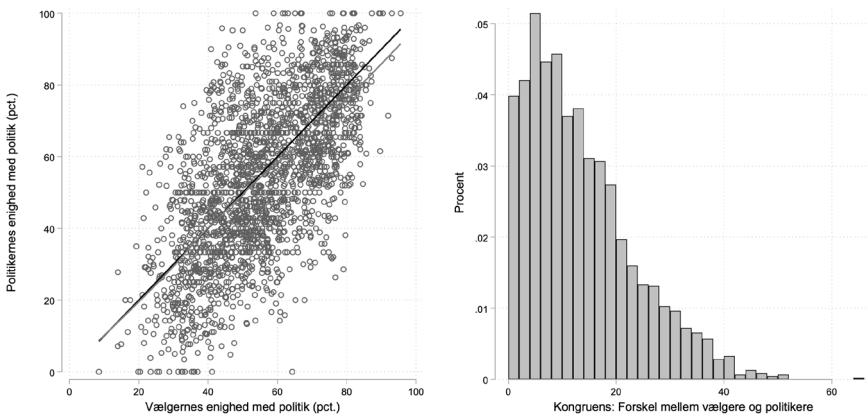 100
80
60
40
20
0
Politikernes enighed med politik (pct.)
0 20 40 60 80 100
Vælgernes enighed med politik (pct.)
.05
.04
.03
.02
.01
0
Procent
0 20 40 60
Kongruens: Forskel mellem vælgere og politikere